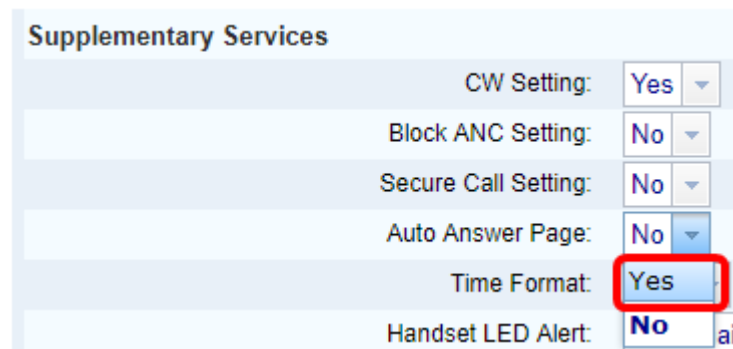 Supplementary Services
CW Setting: Yes
Block ANC Setting: No
Secure Call Setting: No
Auto Answer Page: No
Time Format: Yes
Handset LED Alert: No